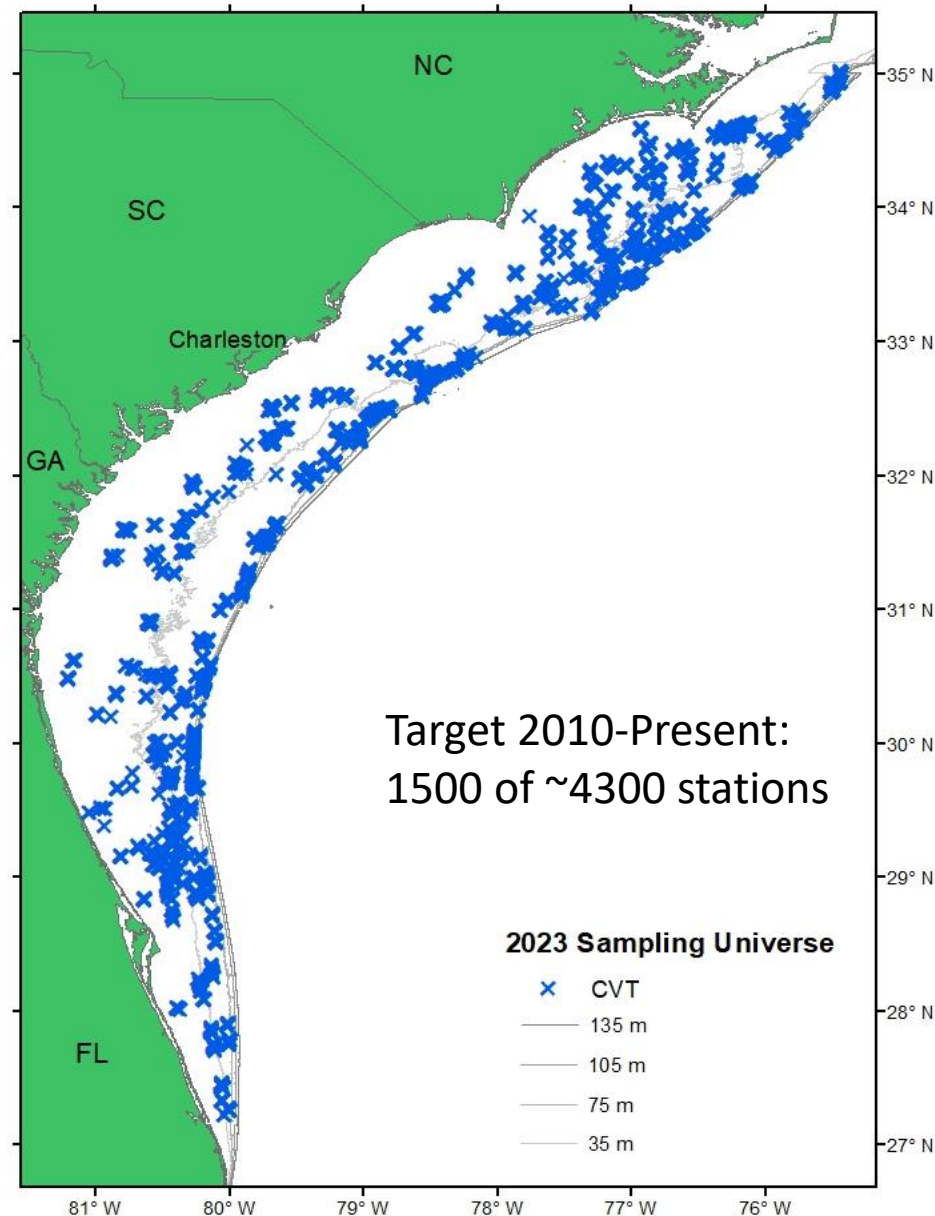 NC
35° N
SC
34° N
Charleston
33° N
GA
32° N
31° N
Target 2010-Present:
30° N
1500 of ~4300 stations
29° N
2023 Sampling Universe
CVT
28° N
135 m
FL
105 m
75 m
35 m
27° N
81° W 80° W 79° W 78° W 77° W 76° W